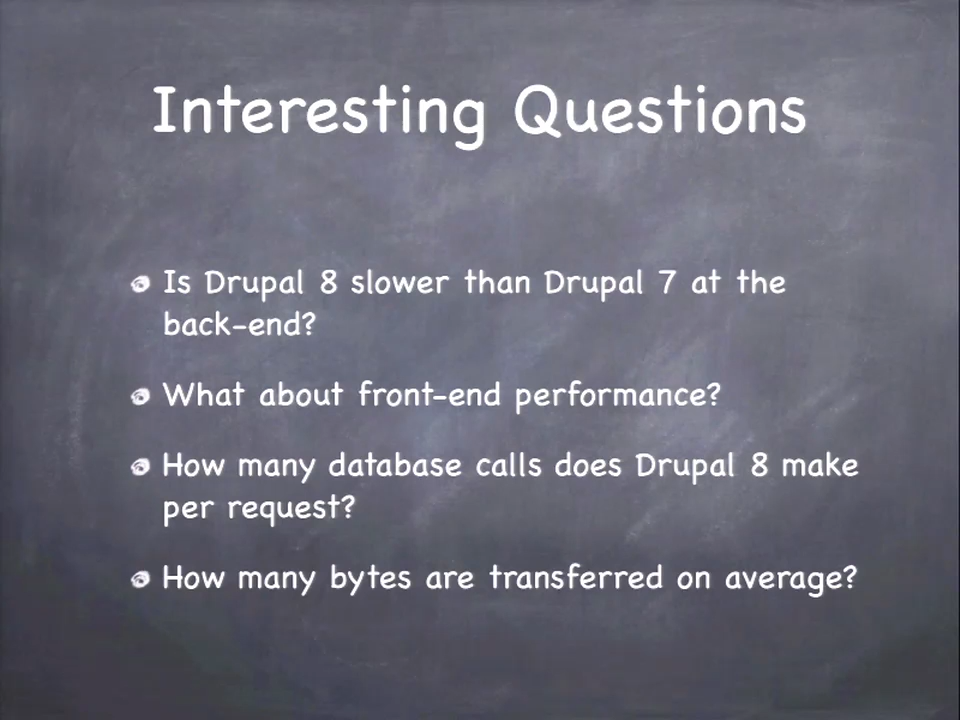 Interesting Questions
Is Drupal 8 slower than Drupal 7 at the
back-end?
What about front-end performance?
How many database calls does Drupal 8 make
per request?
How many bytes are transferred on average?